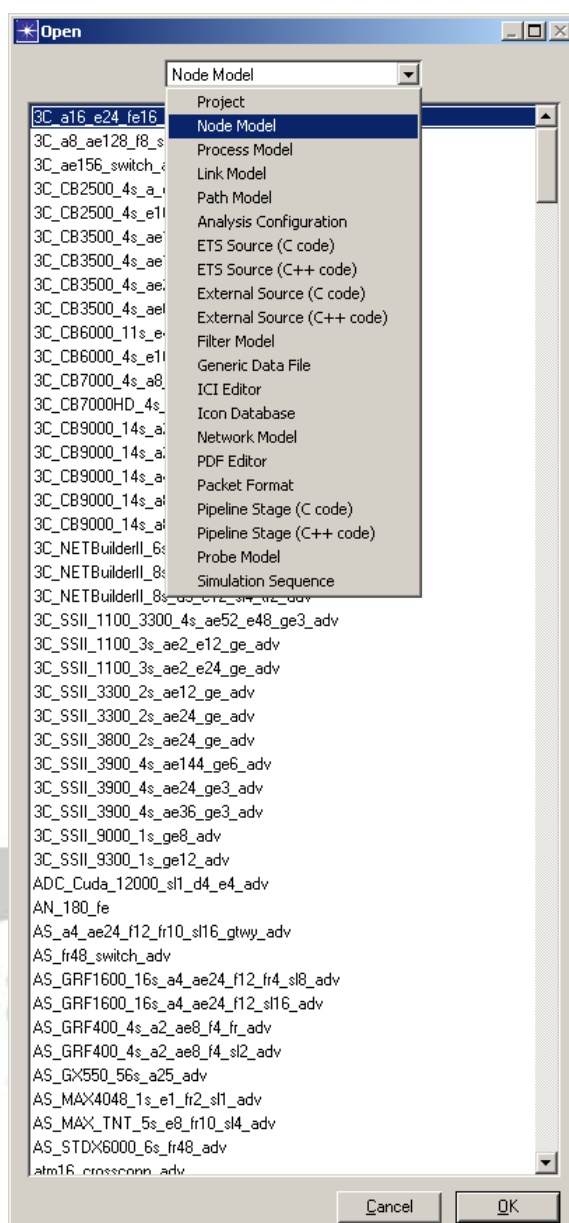 Open
Node Model
Project
Node Model
Process Model
Link Model
Path Model
Analysis Configuration
ETS Source (C code)
ETS Source (C++ code)
External Source (C code)
External Source (C++ code)
Filter Model
Generic Data File
ICI Editor
Icon Database
Network Model
PDF Editor
Packet Format
Pipeline Stage (C code)
Pipeline Stage (C++ code)
Probe Model
Simulation Sequence
3C_a16_e24_fe16_
3C_a8_ae128_f8_s
3C_ae156_switch_
3C_CB2500_4s_a_
3C_CB2500_4s_e1
3C_CB3500_4s_ae
3C_CB3500_4s_ae
3C_CB3500_4s_ae
3C_CB3500_4s_ae
3C_CB6000_11s_e
3C_CB6000_4s_e1
3C_CB7000_4s_a8_
3C_CB7000HD_4s_
3C_CB9000_14s_a
3C_CB9000_14s_a
3C_CB9000_14s_a
3C_CB9000_14s_a
3C_CB9000_14s_a
3C_NETBuilderII_6s
3C_NETBuilderII_8s
3C_NETBuilderII_8s_a5_e12_sl4_tr2_adv
3C_SSII_1100_3300_4s_ae52_e48_ge3_adv
3C_SSII_1100_3s_ae2_e12_ge_adv
3C_SSII_1100_3s_ae2_e24_ge_adv
3C_SSII_3300_2s_ae12_ge_adv
3C_SSII_3300_2s_ae24_ge_adv
3C_SSII_3800_2s_ae24_ge_adv
3C_SSII_3900_4s_ae144_ge6_adv
3C_SSII_3900_4s_ae24_ge3_adv
3C_SSII_3900_4s_ae36_ge3_adv
3C_SSII_9000_1s_ge8_adv
3C_SSII_9300_1s_ge12_adv
ADC_Cuda_12000_sl1_d4_e4_adv
AN_180_fe
AS_a4_ae24_f12_fr10_sl16_gtwy_adv
AS_fr48_switch_adv
AS_GRF1600_16s_a4_ae24_f12_fr4_sl8_adv
AS_GRF1600_16s_a4_ae24_f12_sl16_adv
AS_GRF400_4s_a2_ae8_f4_fr_adv
AS_GRF400_4s_a2_ae8_f4_sl2_adv
AS_GX550_56s_a25_adv
AS_MAX4048_1s_e1_fr2_sl1_adv
AS_MAX_TNT_5s_e8_fr10_sl4_adv
AS_STDX6000_6s_fr48_adv
atm16_crossconn_adv
Cancel
OK